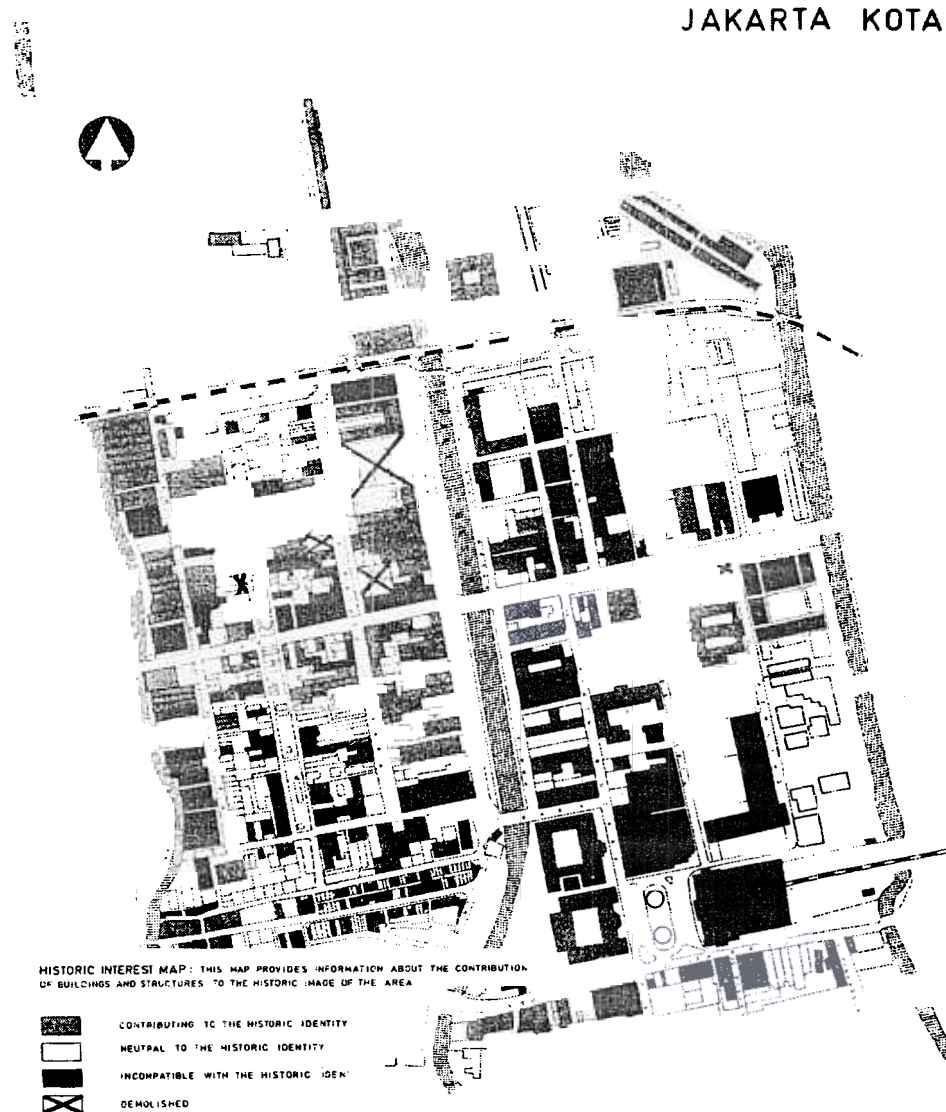 JAKARTA KOTA
HISTORIC INTEREST MAP : THIS MAP PROVIDES INFORMATION ABOUT THE CONTRIBUTION
OF BUILDINGS AND STRUCTURES TO THE HISTORIC IMAGE OF THE AREA
CONTRIBUTING TO THE HISTORIC IDENTITY
NEUTRAL TO THE HISTORIC IDENTITY
INCOMPATIBLE WITH THE HISTORIC IDEN
DEMOLISHED